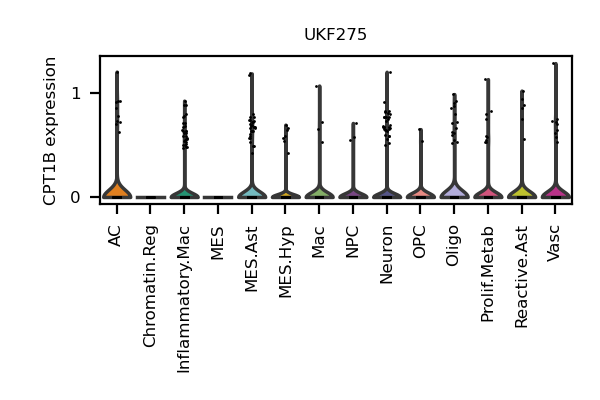 UKF275
CPT1B expression
1
0
AC
Chromatin.Reg
Inflammatory.Mac
MES
MES.Ast
MES.Hyp
Mac
NPC
Neuron
OPC
Oligo
Prolif.Metab
Reactive.Ast
Vasc